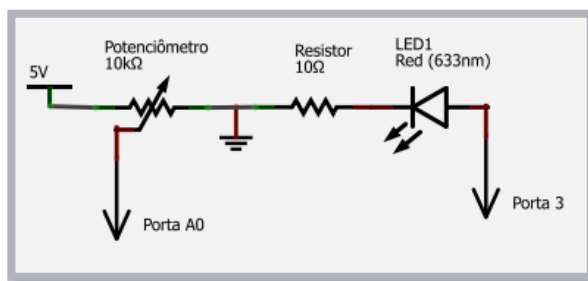 Potenciômetro
10kΩ
5V
Resistor
10Ω
LED1
Red (633nm)
Porta A0
Porta 3